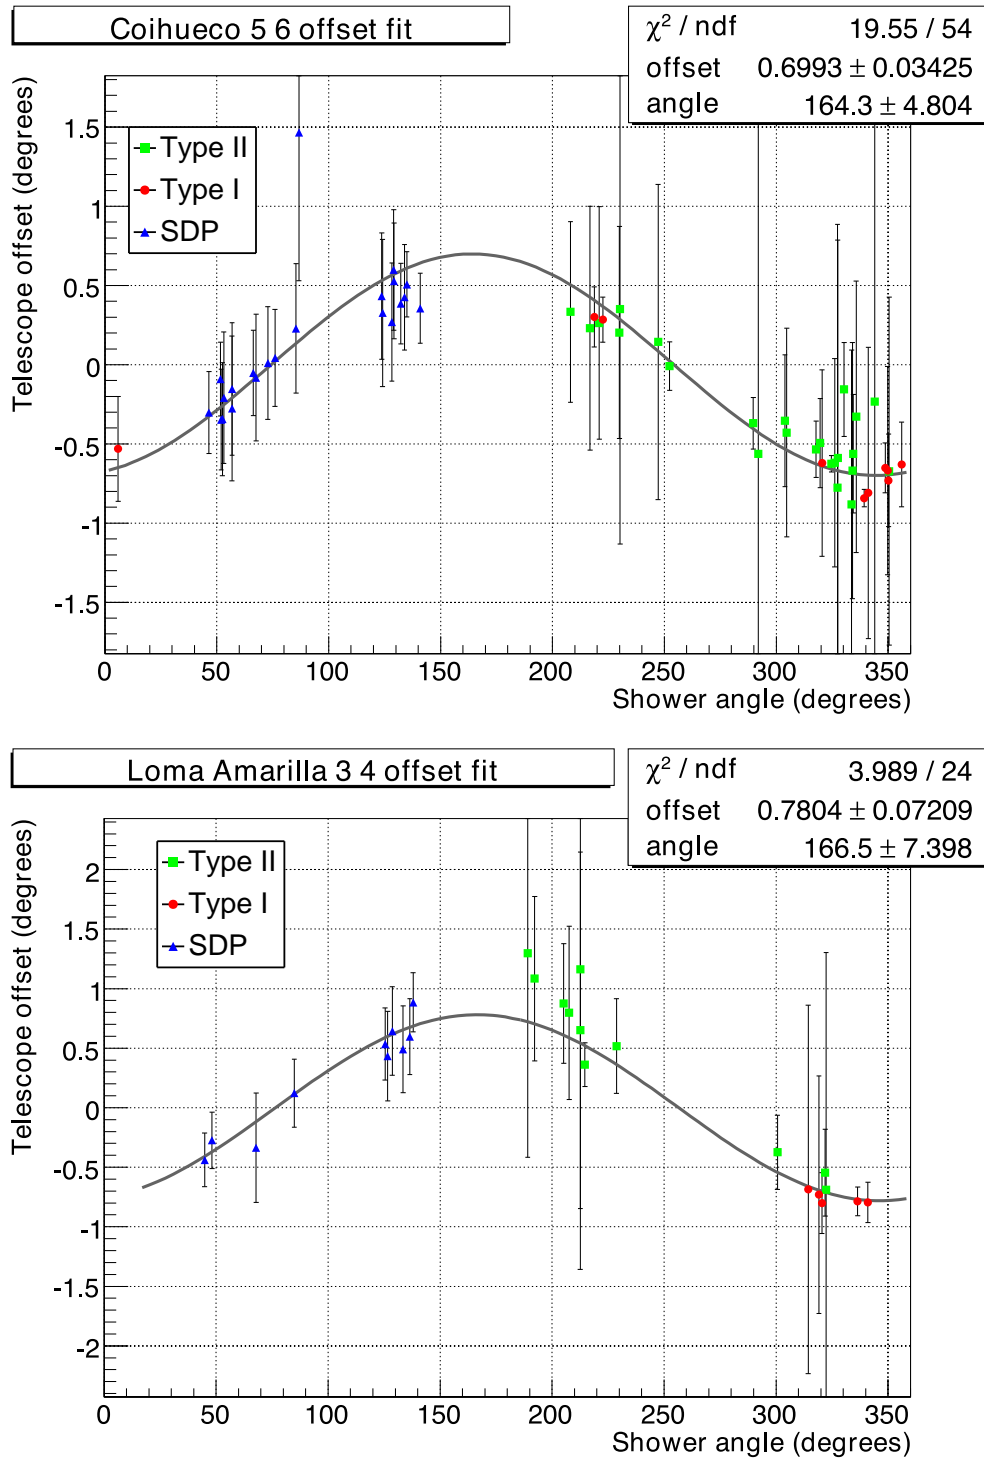 Coihueco 5 6 offset fit
χ² / ndf 19.55 / 54
offset 0.6993 ± 0.03425
angle 164.3 ± 4.804
Telescope offset (degrees)
Type II
Type I
SDP
1.5
1
0.5
0
-0.5
-1
-1.5
0 50 100 150 200 250 300 350
Shower angle (degrees)
Loma Amarilla 3 4 offset fit
χ² / ndf 3.989 / 24
offset 0.7804 ± 0.07209
angle 166.5 ± 7.398
Telescope offset (degrees)
Type II
Type I
SDP
2
1.5
1
0.5
0
-0.5
-1
-1.5
-2
0 50 100 150 200 250 300 350
Shower angle (degrees)